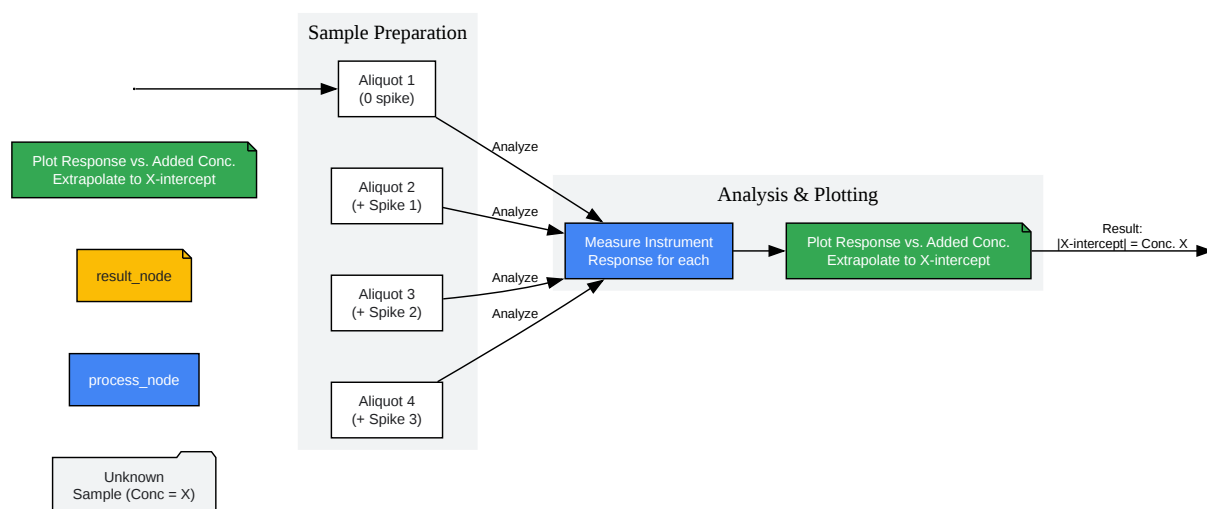 Sample Preparation
Aliquot 1
(0 spike)
Analyze
Plot Response vs. Added Conc.
Extrapolate to X-intercept
Aliquot 2
(+ Spike 1)
Analyze
Analysis & Plotting
Measure Instrument
Response for each
Plot Response vs. Added Conc.
Extrapolate to X-intercept
Result:
|X-intercept| = Conc. X
result_node
Aliquot 3
(+ Spike 2)
Analyze
Analyze
process_node
Aliquot 4
(+ Spike 3)
Unknown
Sample (Conc = X)